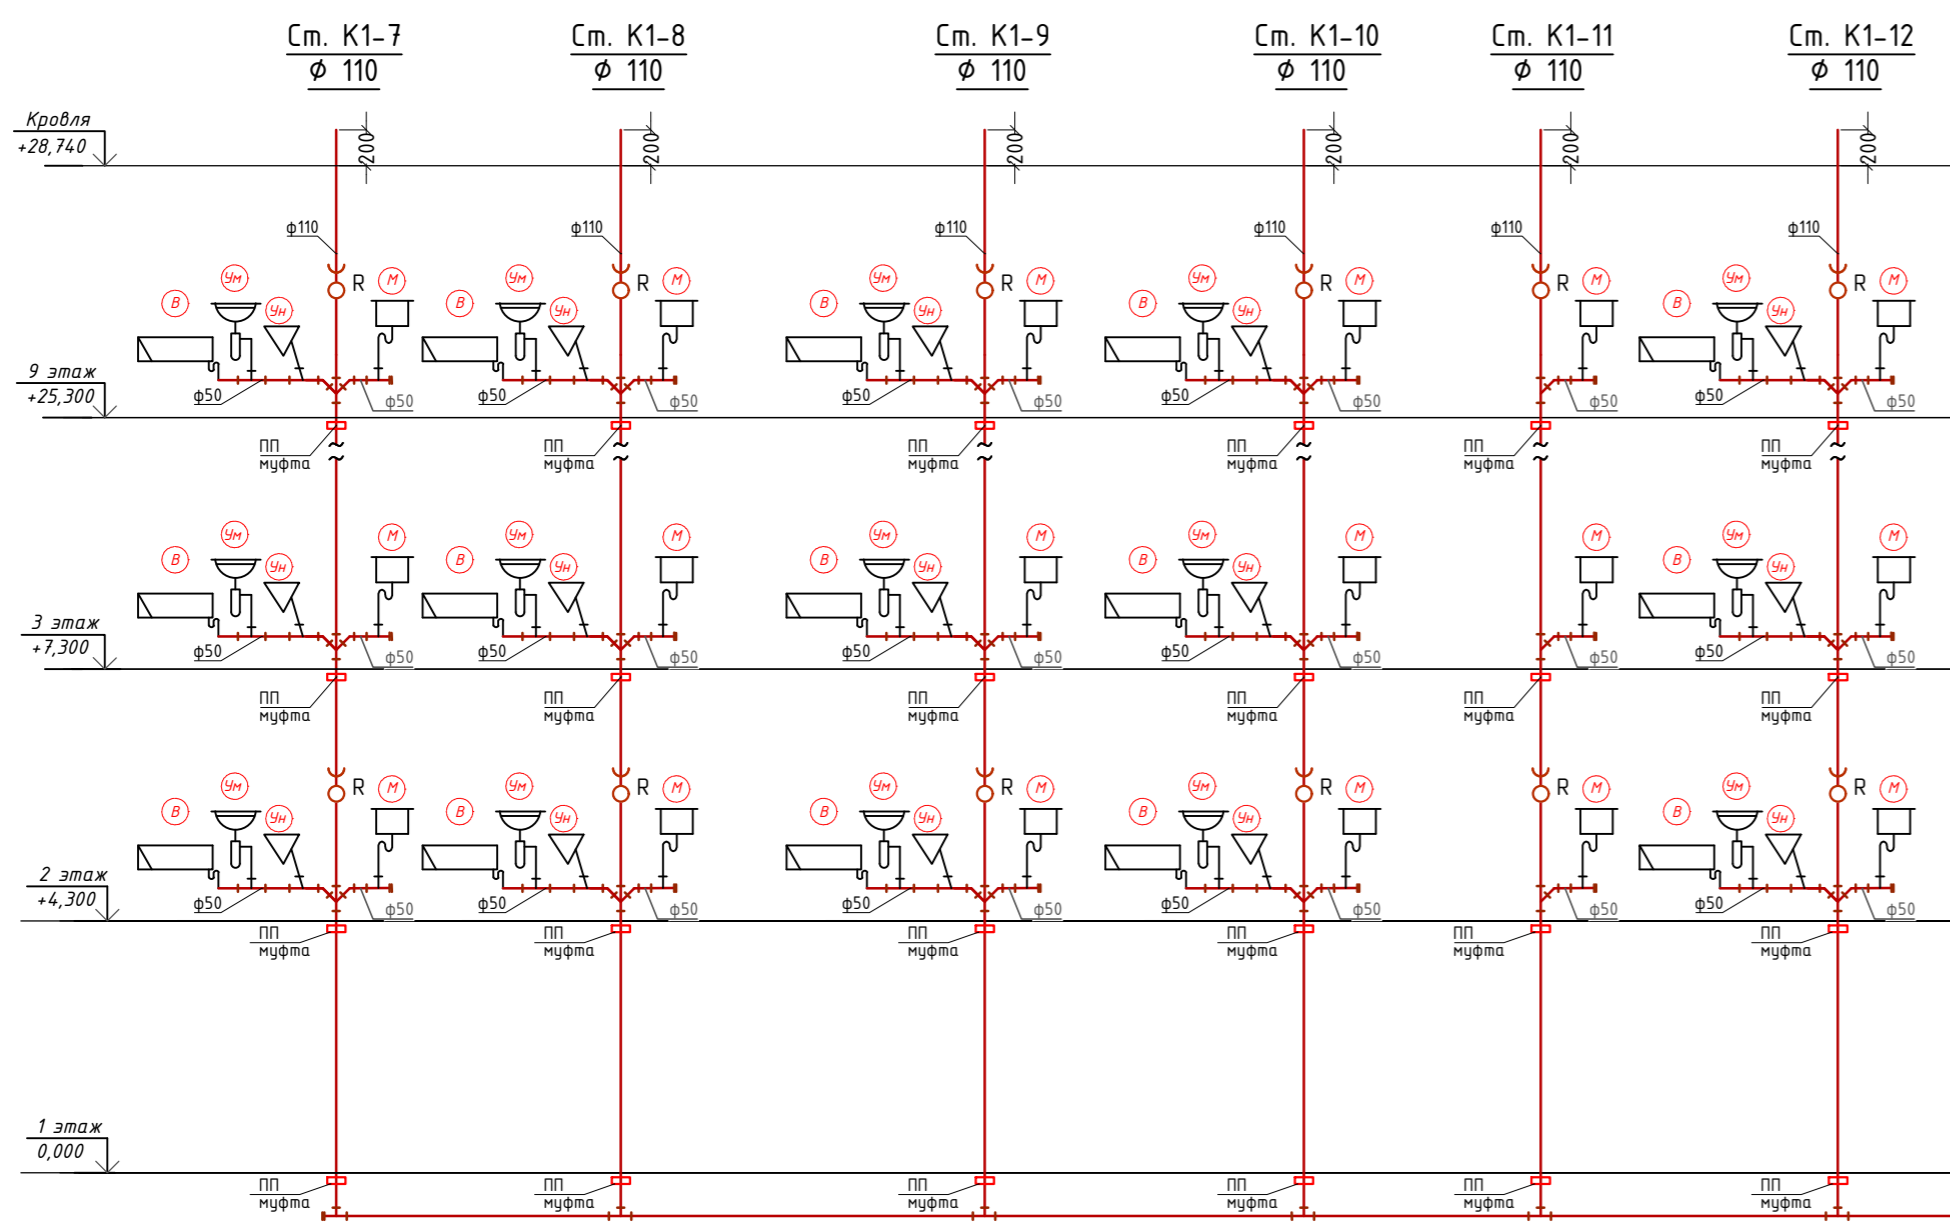 Ст. К1-7 Ст. К1-8 Ст. К1-9 Ст. К1-10 Ст. К1-11 Ст. К1-12
Ф 110 Ф 110 Ф 110 Ф 110 Ф 110 Ф 110
Кровля
+28,740
200 200 200 200 200 200
ф110 ф110 ф110 ф110 ф110 ф110
В Ум Ун R М В Ум Ун R М В Ум Ун R М В Ум Ун R М R М В Ум Ун R М
9 этаж
+25,300
ф50 ф50 ф50 ф50 ф50 ф50 ф50 ф50 ф50 ф50 ф50
ПП ПП ПП ПП ПП ПП
муфта муфта муфта муфта муфта муфта
В Ум Ун М В Ум Ун М В Ум Ун М В Ум Ун М М В Ум Ун М
3 этаж
+7,300
ф50 ф50 ф50 ф50 ф50 ф50 ф50 ф50 ф50 ф50 ф50
ПП ПП ПП ПП ПП ПП
муфта муфта муфта муфта муфта муфта
В Ум Ун R М В Ум Ун R М В Ум Ун R М В Ум Ун R М R М В Ум Ун R М
2 этаж
+4,300
ф50 ф50 ф50 ф50 ф50 ф50 ф50 ф50 ф50 ф50 ф50
ПП ПП ПП ПП ПП ПП
муфта муфта муфта муфта муфта муфта
1 этаж
0,000
ПП ПП ПП ПП ПП ПП
муфта муфта муфта муфта муфта муфта